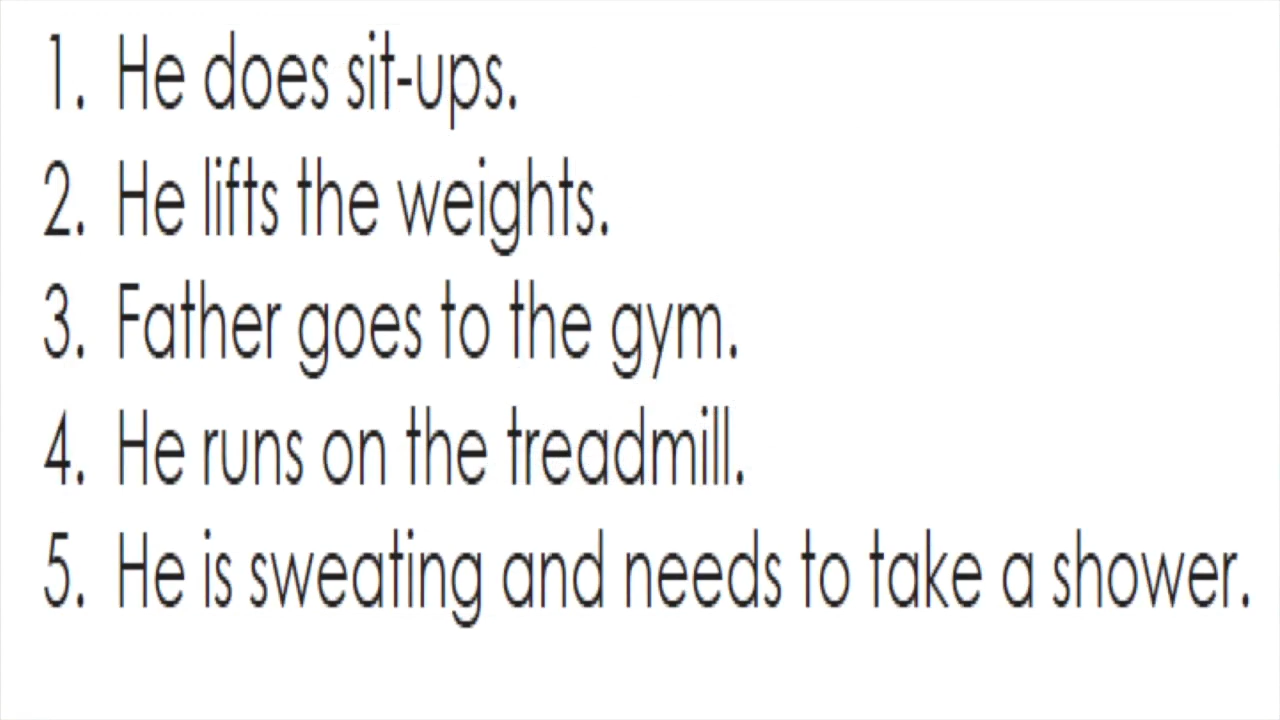 1. He does sit-ups.
2. He lifts the weights.
3. Father goes to the gym.
4. He runs on the treadmill.
5. He is sweating and needs to take a shower.